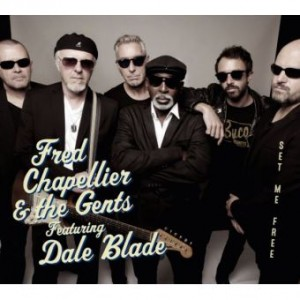 Fred
Chapellier
& the Gents
Featuring
Dale Blade
SET ME FREE